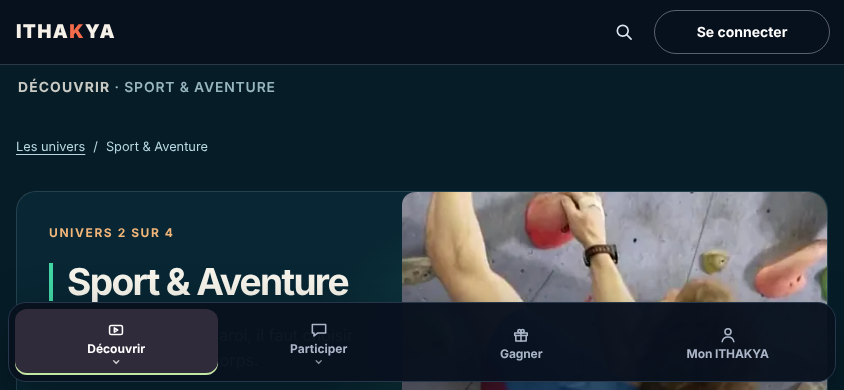 ITHAKYA
Se connecter
DÉCOUVRIR · SPORT & AVENTURE
Les univers / Sport & Aventure
UNIVERS 2 SUR 4
Sport & Aventure
Découvrir
Participer
Gagner
Mon ITHAKYA